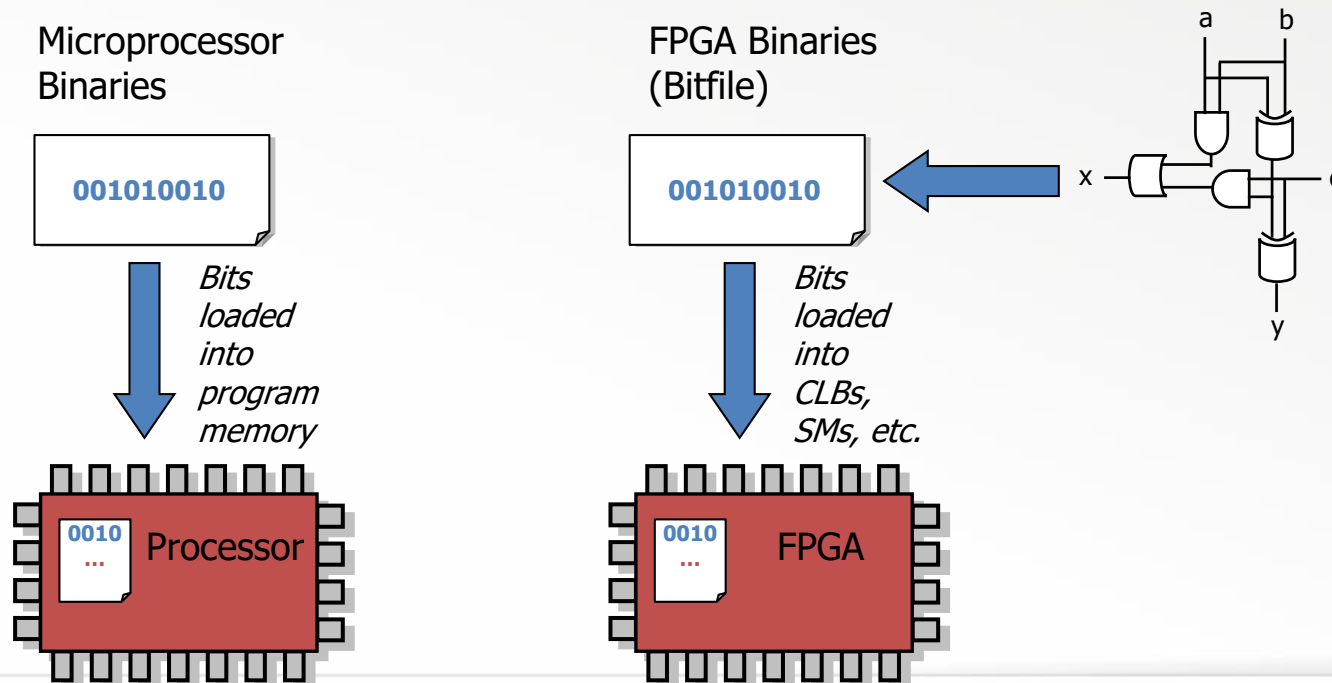 Microprocessor
Binaries
001010010
Bits
loaded
into
program
memory
0010
...
Processor
FPGA Binaries
(Bitfile)
001010010
Bits
loaded
into
CLBs,
SMs, etc.
0010
...
FPGA
a
b
x
y